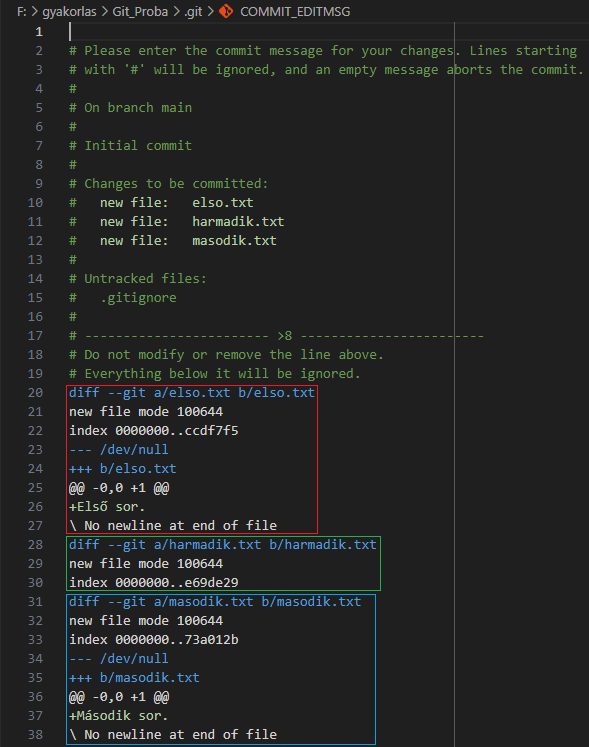 F: > gyakorlas > Git_Proba > .git > COMMIT_EDITMSG
1
2 # Please enter the commit message for your changes. Lines starting
3 # with '#' will be ignored, and an empty message aborts the commit.
4 #
5 # On branch main
6 #
7 # Initial commit
8 #
9 # Changes to be committed:
10 #   new file:   elso.txt
11 #   new file:   harmadik.txt
12 #   new file:   masodik.txt
13 #
14 # Untracked files:
15 #   .gitignore
16 #
17 # ------------------------ >8 ------------------------
18 # Do not modify or remove the line above.
19 # Everything below it will be ignored.
20 diff --git a/elso.txt b/elso.txt
21 new file mode 100644
22 index 0000000..ccdf7f5
23 --- /dev/null
24 +++ b/elso.txt
25 @@ -0,0 +1 @@
26 +Első sor.
27 \ No newline at end of file
28 diff --git a/harmadik.txt b/harmadik.txt
29 new file mode 100644
30 index 0000000..e69de29
31 diff --git a/masodik.txt b/masodik.txt
32 new file mode 100644
33 index 0000000..73a012b
34 --- /dev/null
35 +++ b/masodik.txt
36 @@ -0,0 +1 @@
37 +Második sor.
38 \ No newline at end of file